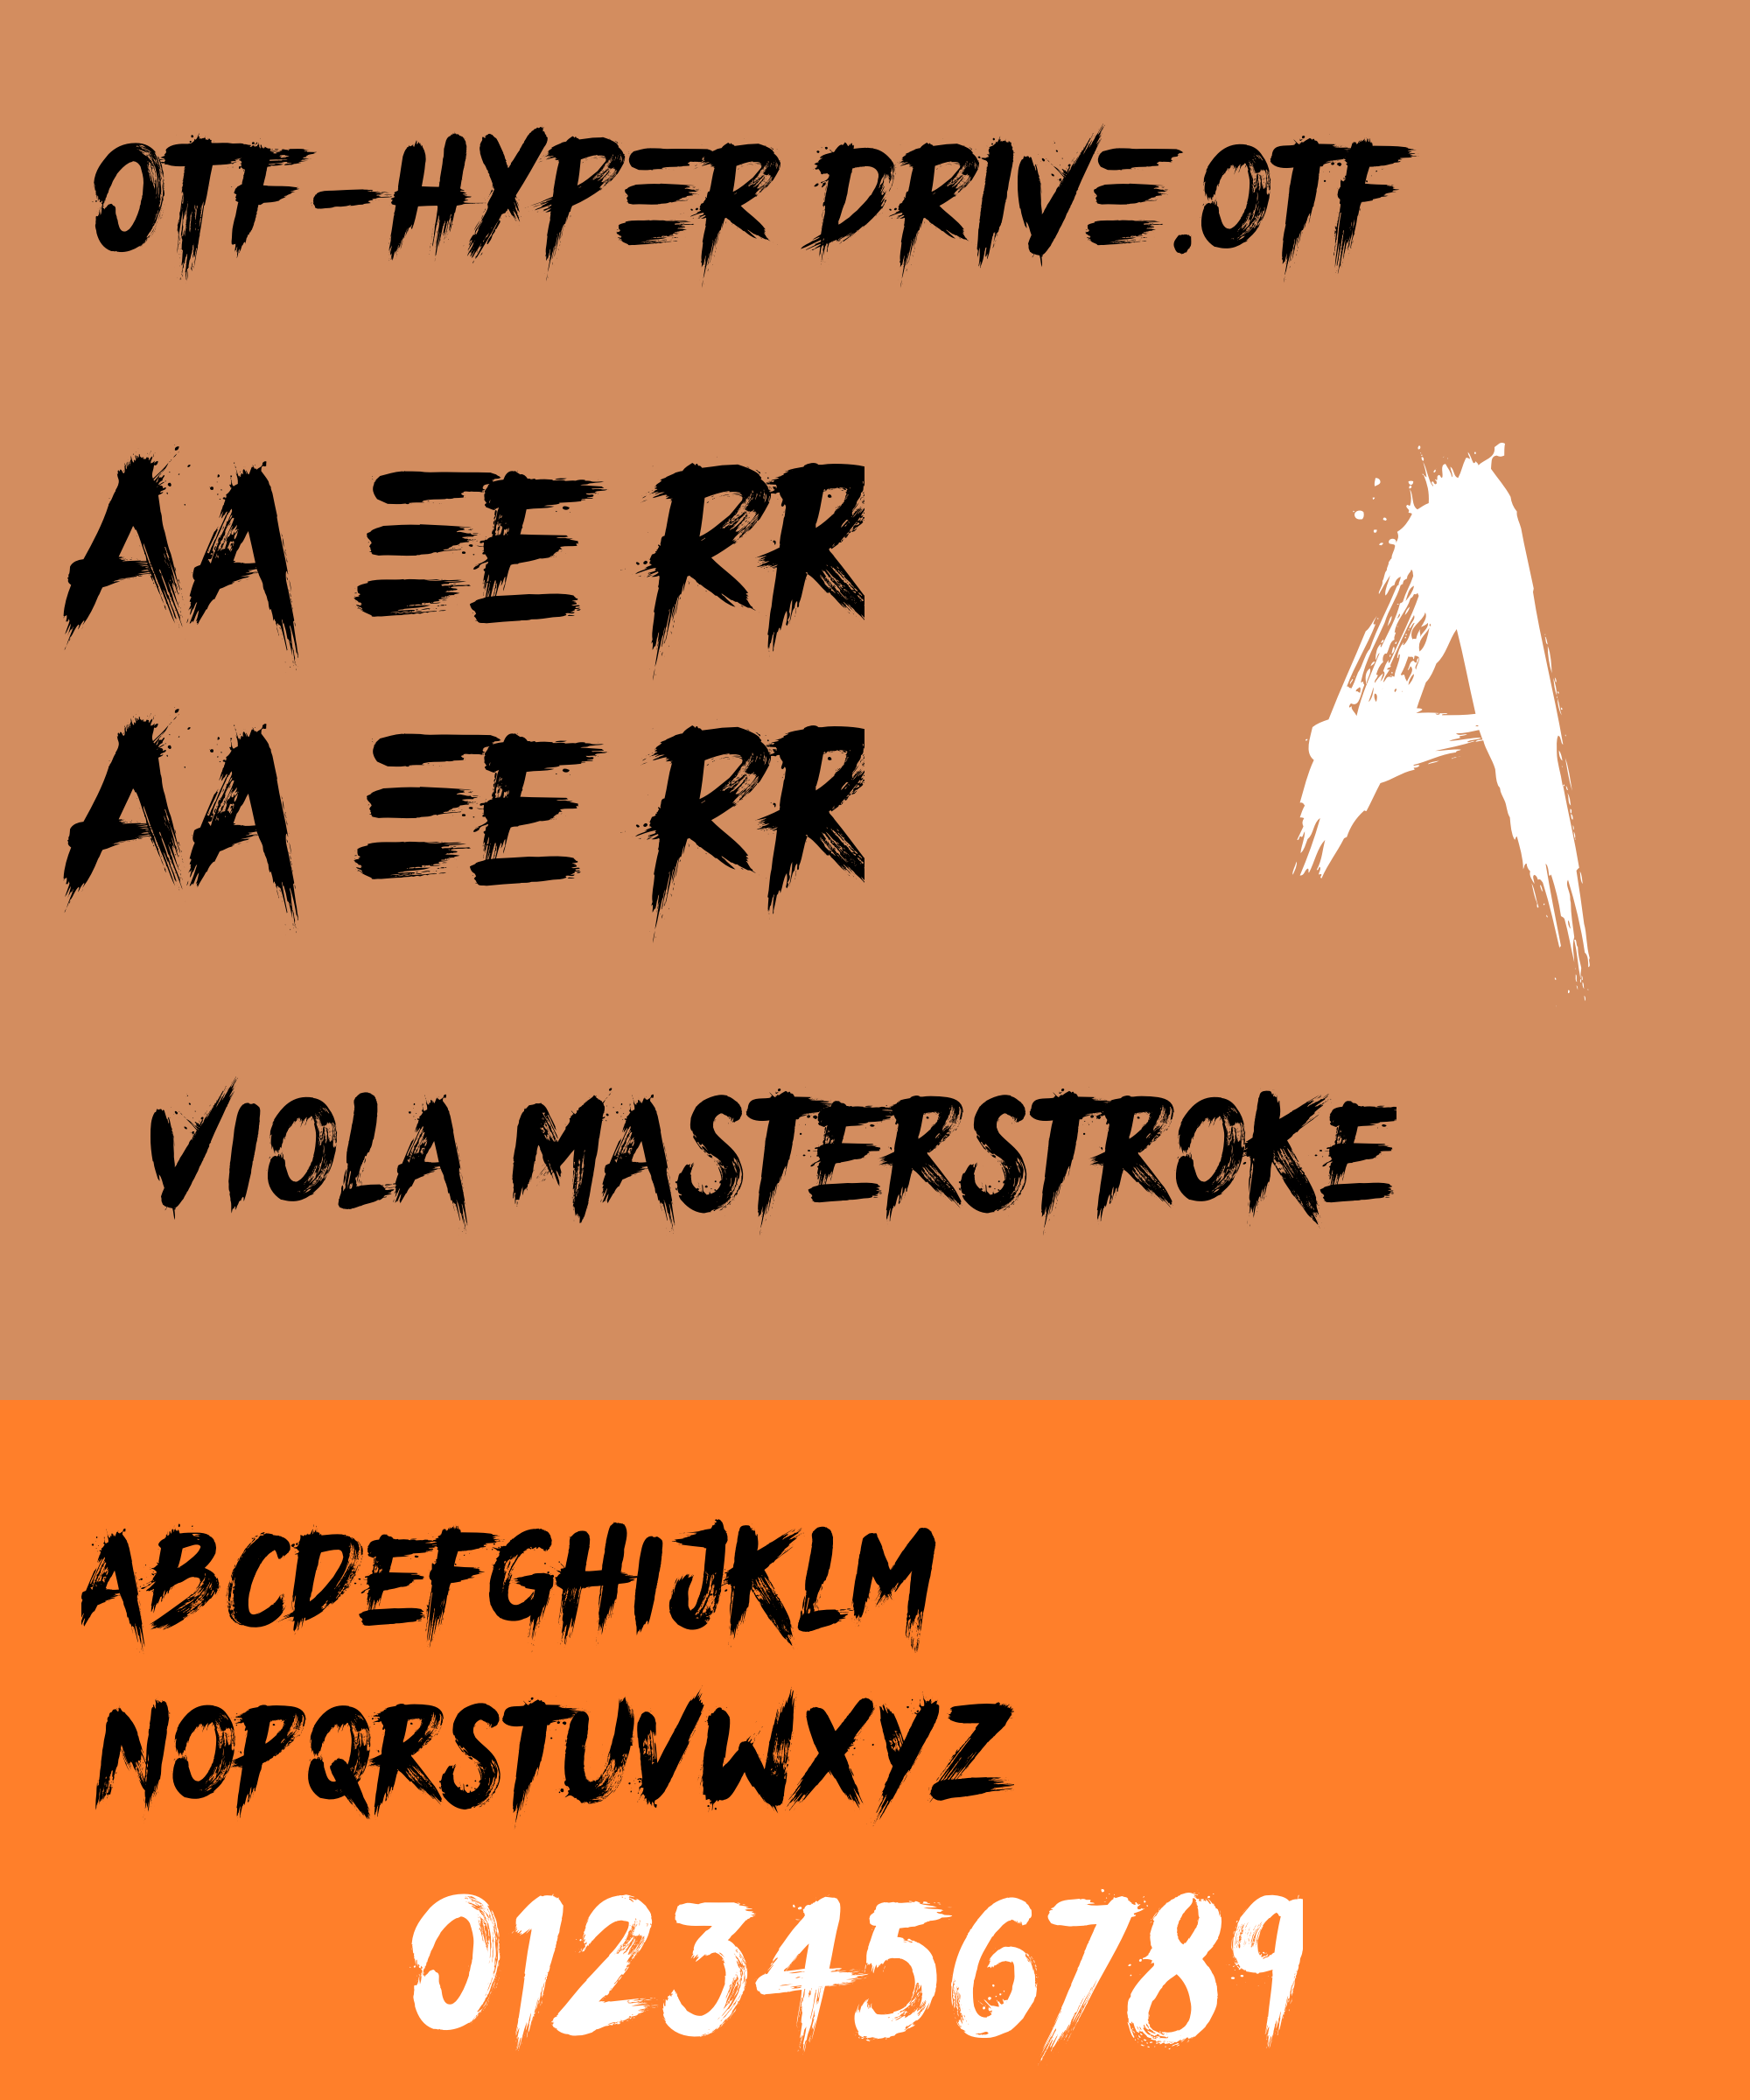 OTF-HYPER DRIVE.OTF
AA EE RR
AA EE RR
A
VIOLA MASTERSTROKE
ABCDEFGHIJKLM
NOPQRSTUVWXYZ
0123456789